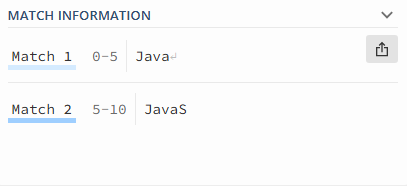 MATCH INFORMATION
Match 1 0-5 Java↵
Match 2 5-10 JavaS